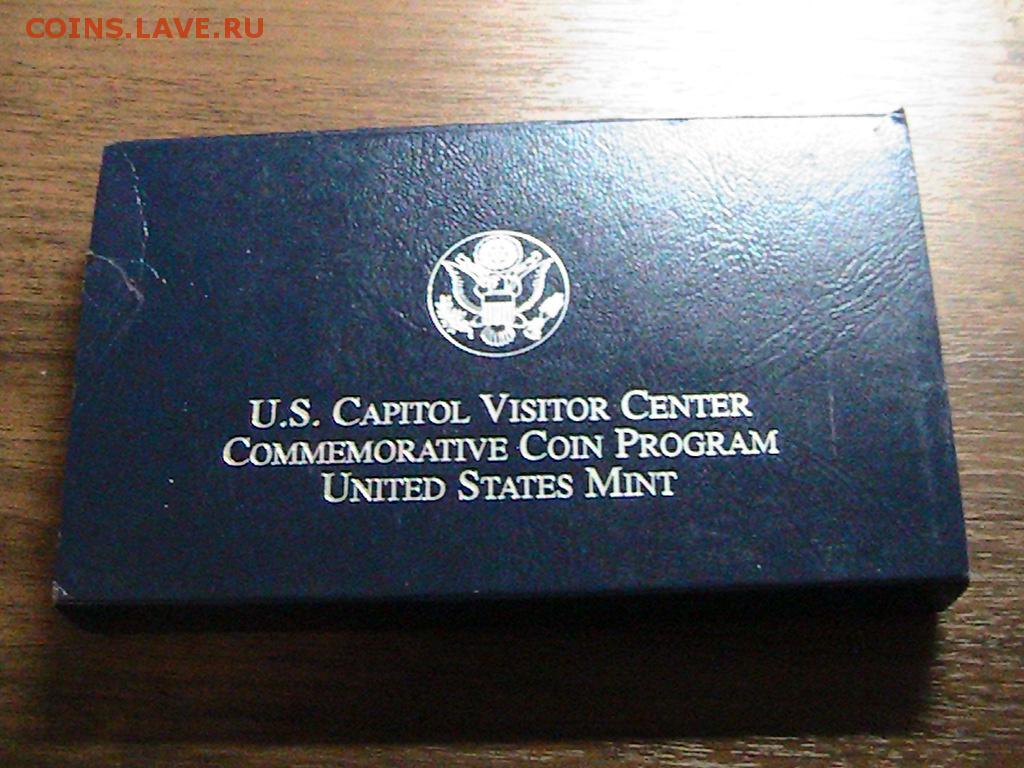 COINS.LAVE.RU
U.S. CAPITOL VISITOR CENTER
COMMEMORATIVE COIN PROGRAM
UNITED STATES MINT